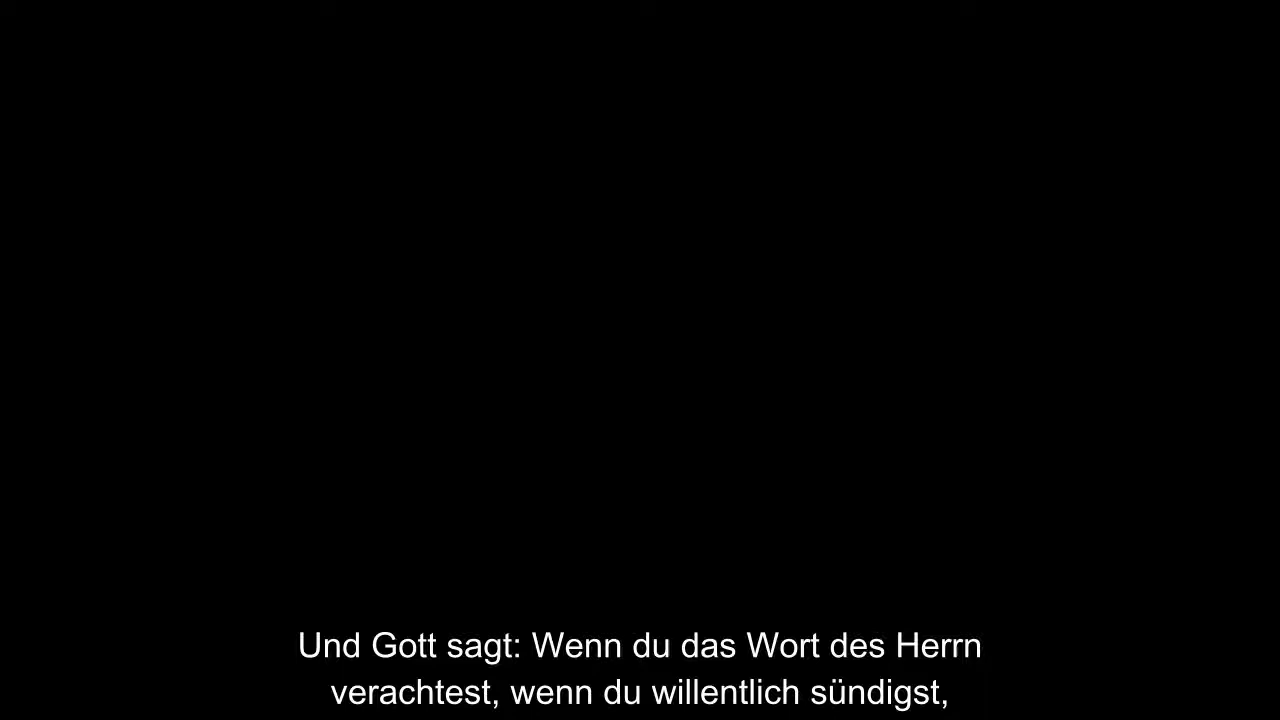 Und Gott sagt: Wenn du das Wort des Herrn
verachtest, wenn du willentlich sündigst,